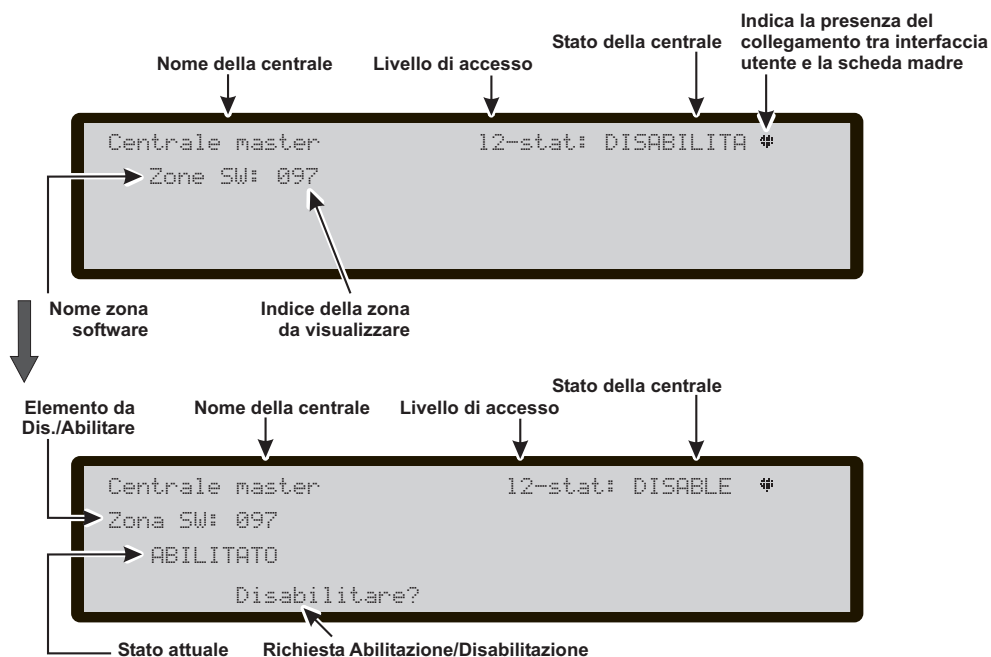 Indica la presenza del
collegamento tra interfaccia
utente e la scheda madre
Stato della centrale
Nome della centrale
Livello di accesso
Centrale master l2-stat: DISABILITA
Zone SW: 097
Nome zona
software
Indice della zona
da visualizzare
Stato della centrale
Elemento da
Dis./Abilitare
Nome della centrale
Livello di accesso
Centrale master l2-stat: DISABLE
Zona SW: 097
ABILITATO
Disabilitare?
Stato attuale
Richiesta Abilitazione/Disabilitazione